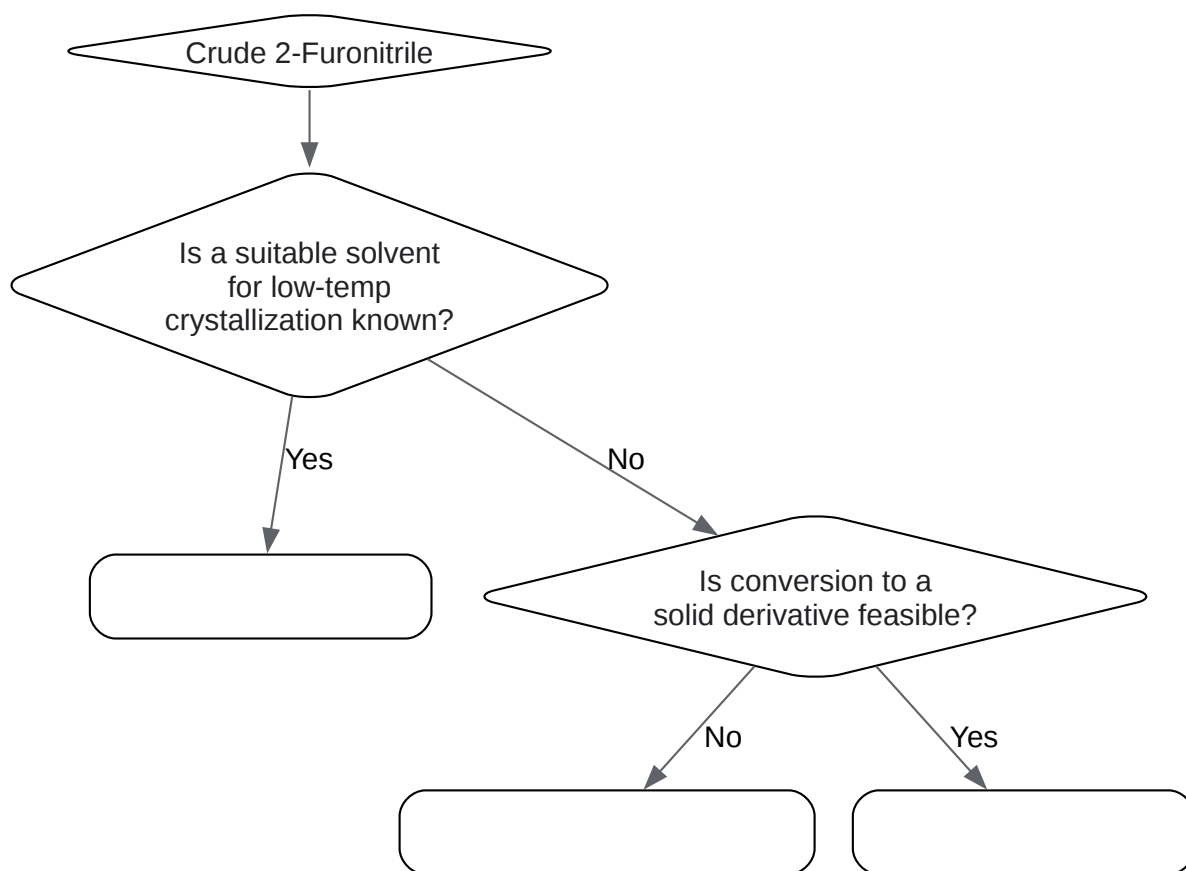 Crude 2-Furonitrile
Is a suitable solvent
for low-temp
crystallization known?
Yes
No
Is conversion to a
solid derivative feasible?
No
Yes